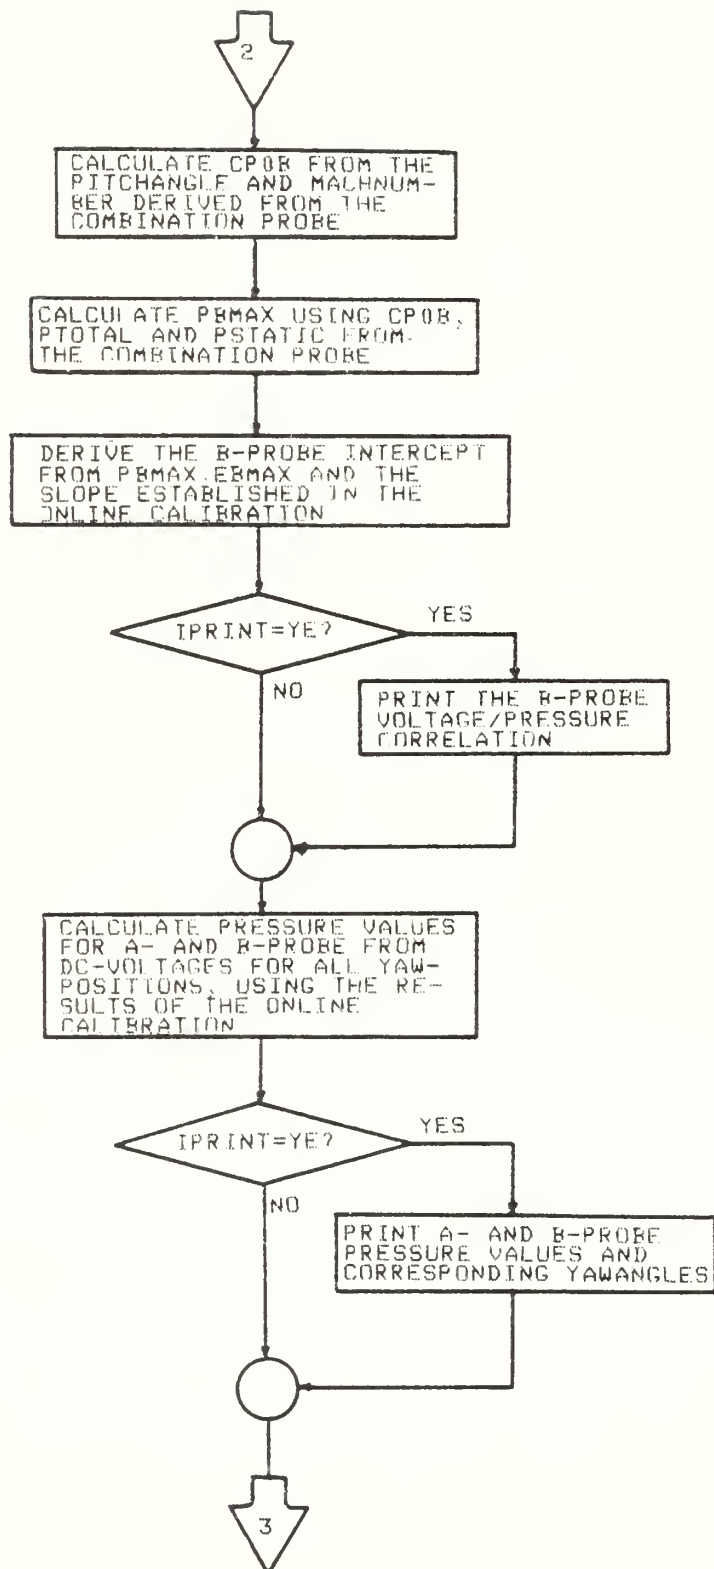 2
CALCULATE CP0B FROM THE
PITCHANGLE AND MACHNUM-
BER DERIVED FROM THE
COMBINATION PROBE
CALCULATE PBMAX USING CP0B,
PTOTAL AND PSTATIC FROM
THE COMBINATION PROBE
DERIVE THE B-PROBE INTERCEPT
FROM PBMAX,EBMAX AND THE
SLOPE ESTABLISHED IN THE
ONLINE CALIBRATION
IPRINT=YE?
YES
NO
PRINT THE B-PROBE
VOLTAGE/PRESSURE
CORRELATION
CALCULATE PRESSURE VALUES
FOR A- AND B-PROBE FROM
DC-VOLTAGES FOR ALL YAW-
POSITIONS, USING THE RE-
SULTS OF THE ONLINE
CALIBRATION
IPRINT=YE?
YES
NO
PRINT A- AND B-PROBE
PRESSURE VALUES AND
CORRESPONDING YAWANGLES
3